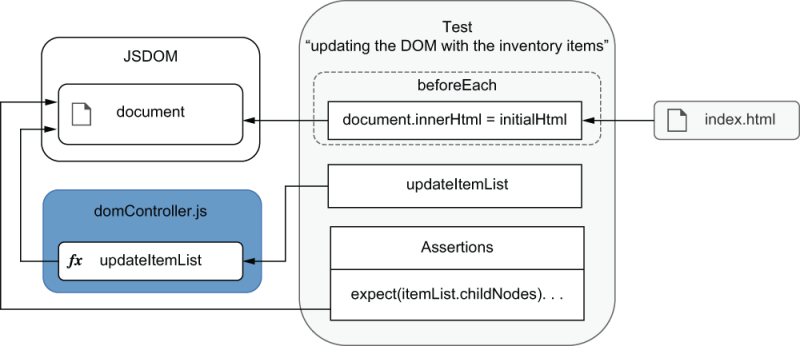 Test
“updating the DOM with the inventory items”
JSDOM
document
beforeEach
document.innerHtml = initialHtml
index.html
updateItemList
domController.js
fx updateItemList
Assertions
expect(itemList.childNodes). . .